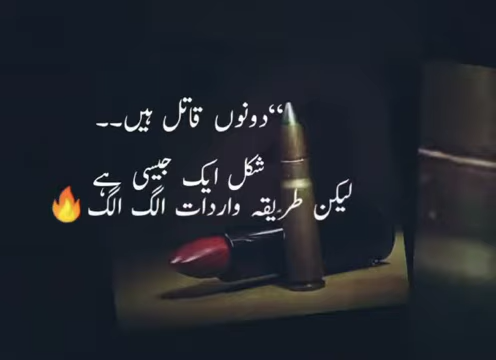 “دونوں قاتل ہیں۔۔
شکل ایک جیسی ہے
لیکن طریقہ واردات الگ الگ🔥